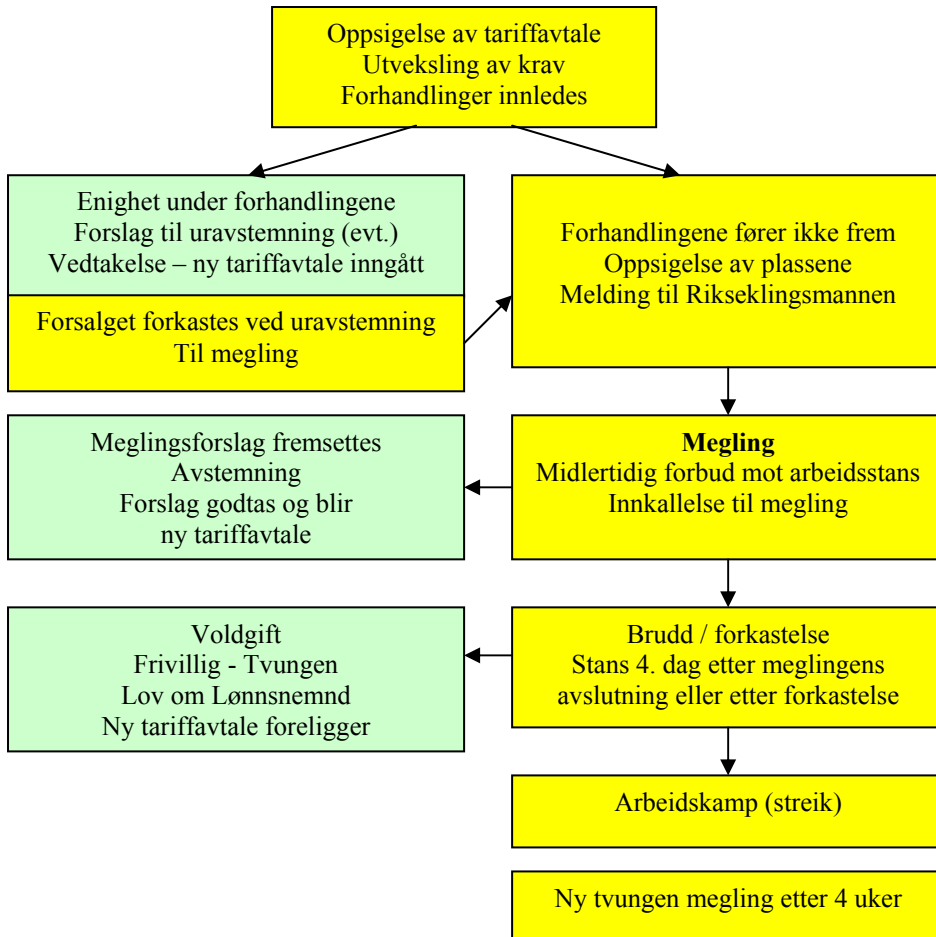 Oppsigelse av tariffavtale
Utveksling av krav
Forhandlinger innledes
Enighet under forhandlingene
Forslag til uravstemning (evt.)
Vedtakelse – ny tariffavtale inngått
Forsalget forkastes ved uravstemning
Til megling
Forhandlingene fører ikke frem
Oppsigelse av plassene
Melding til Rikseklingsmannen
Meglingsforslag fremsettes
Avstemning
Forslag godtas og blir
ny tariffavtale
Megling
Midlertidig forbud mot arbeidsstans
Innkallelse til megling
Voldgift
Frivillig - Tvungen
Lov om Lønnsnemnd
Ny tariffavtale foreligger
Brudd / forkastelse
Stans 4. dag etter meglingens
avslutning eller etter forkastelse
Arbeidskamp (streik)
Ny tvungen megling etter 4 uker